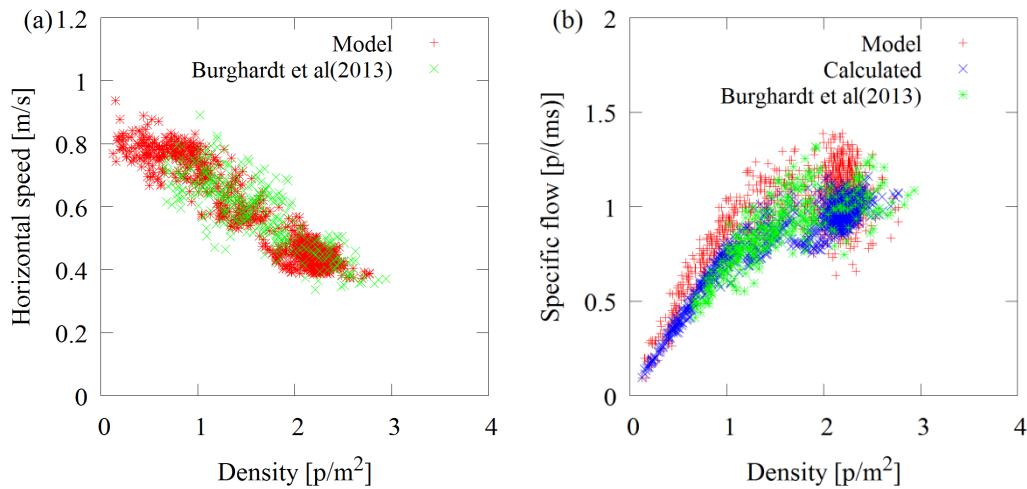 (a)
1.2
1
0.8
0.6
0.4
0.2
0
0 1 2 3 4
Horizontal speed [m/s]
Density [p/m²]
Model
Burghardt et al(2013)
(b)
2
1.5
1
0.5
0
0 1 2 3 4
Specific flow [p/(ms)]
Density [p/m²]
Model
Calculated
Burghardt et al(2013)